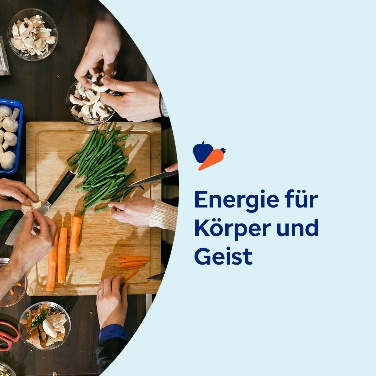 Energie für
Körper und
Geist